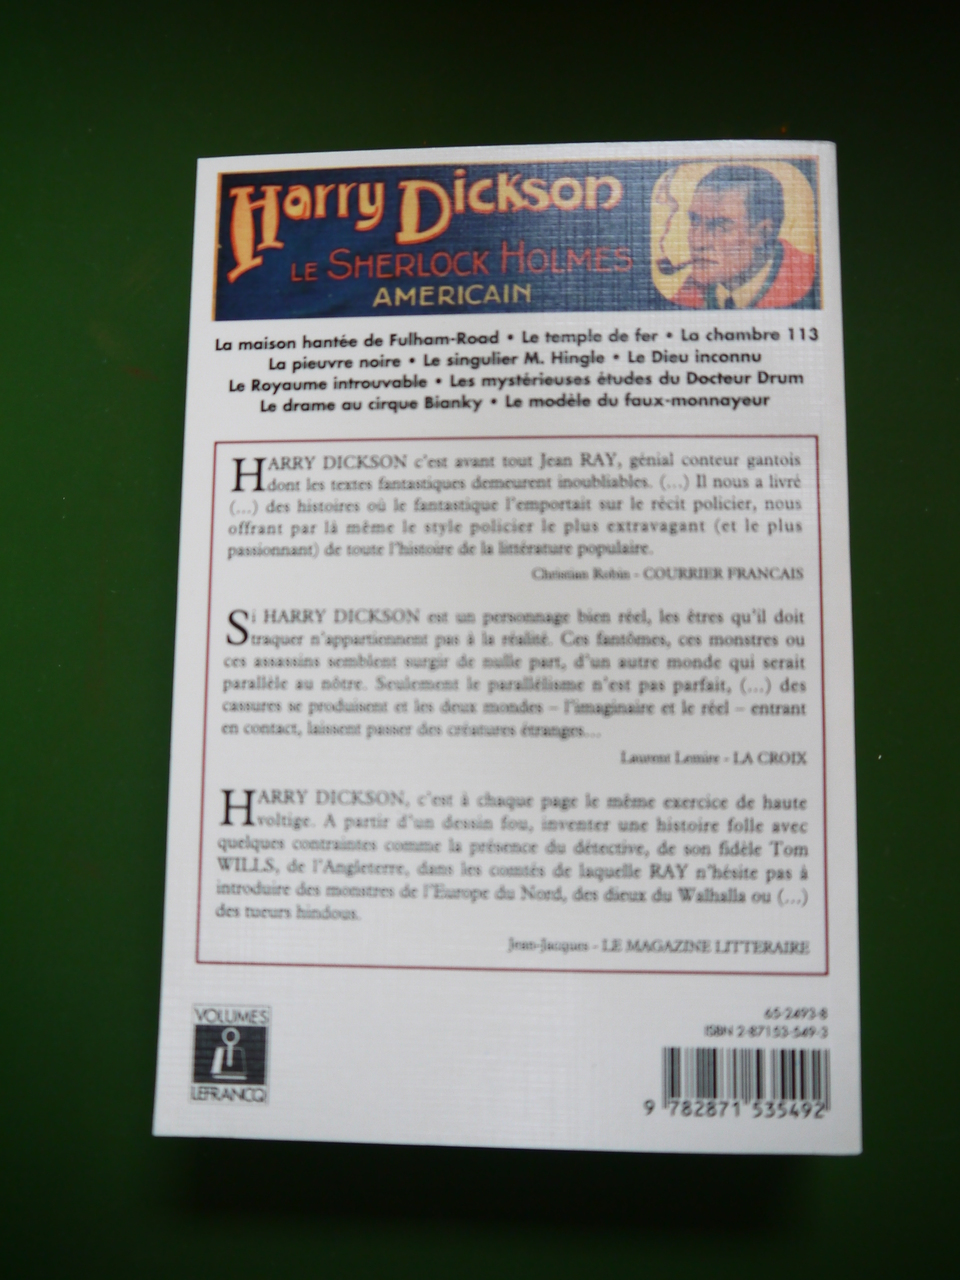 Harry Dickson
LE SHERLOCK HOLMES
AMERICAIN
La maison hantée de Fulham-Road • Le temple de fer • La chambre 113
La pieuvre noire • Le singulier M. Hingle • Le Dieu inconnu
Le Royaume introuvable • Les mystérieuses études du Docteur Drum
Le drame au cirque Bianky • Le modèle du faux-monnayeur
HARRY DICKSON c'est avant tout Jean RAY, génial conteur gantois
dont les textes fantastiques demeurent inoubliables. (...) Il nous a livré
(...) des histoires où le fantastique l'emportait sur le récit policier, nous
offrant par là même le style policier le plus extravagant (et le plus
passionnant) de toute l'histoire de la littérature populaire.
Christian Robin - COURRIER FRANCAIS
Si HARRY DICKSON est un personnage bien réel, les êtres qu'il doit
traquer n'appartiennent pas à la réalité. Ces fantômes, ces monstres ou
ces assassins semblent surgir de nulle part, d'un autre monde qui serait
parallèle au nôtre. Seulement le parallélisme n'est pas parfait, (...) des
cassures se produisent et les deux mondes – l'imaginaire et le réel – entrant
en contact, laissent passer des créatures étranges...
Laurent Lemire - LA CROIX
HARRY DICKSON, c'est à chaque page le même exercice de haute
voltige. A partir d'un dessin fou, inventer une histoire folle avec
quelques contraintes comme la présence du détective, de son fidèle Tom
WILLS, de l'Angleterre, dans les comtés de laquelle RAY n'hésite pas à
introduire des monstres de l'Europe du Nord, des dieux du Walhalla ou (...)
des tueurs hindous.
Jean-Jacques - LE MAGAZINE LITTERAIRE
VOLUMES
LEFRANCQ
65-2493-8
ISBN 2-87153-549-3
9 782871 535492